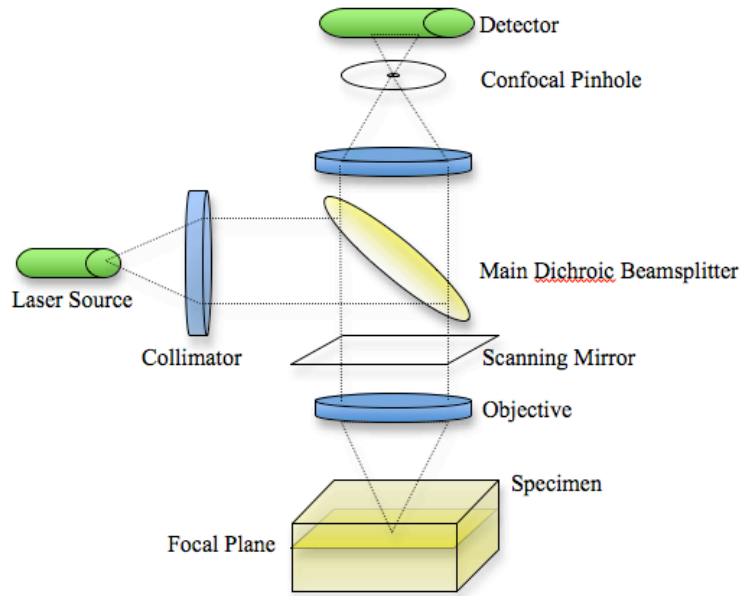 Detector
Confocal Pinhole
Main Dichroic Beamsplitter
Laser Source
Collimator
Scanning Mirror
Objective
Specimen
Focal Plane